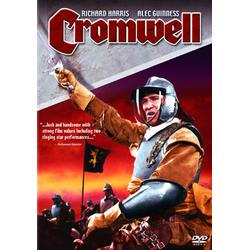 RICHARD HARRIS ALEC GUINNESS
Cromwell
"...Lush and handsome with
strong film values including two
ringing star performances..."
DVD